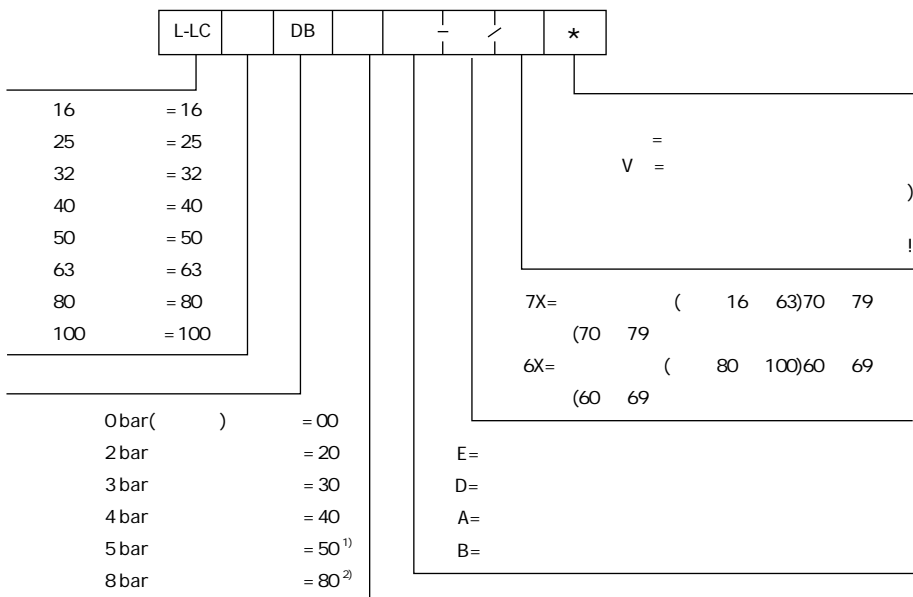 L-LC DB – / *
16 =16
25 =25
32 =32
40 =40
50 =50
63 =63
80 =80
100 =100
0 bar( ) =00
2 bar =20
3 bar =30
4 bar =40
5 bar =50 1)
8 bar =80 2)
=
V =
)
!
7X= ( 16 63)70 79
(70 79
6X= ( 80 100)60 69
(60 69
E=
D=
A=
B=